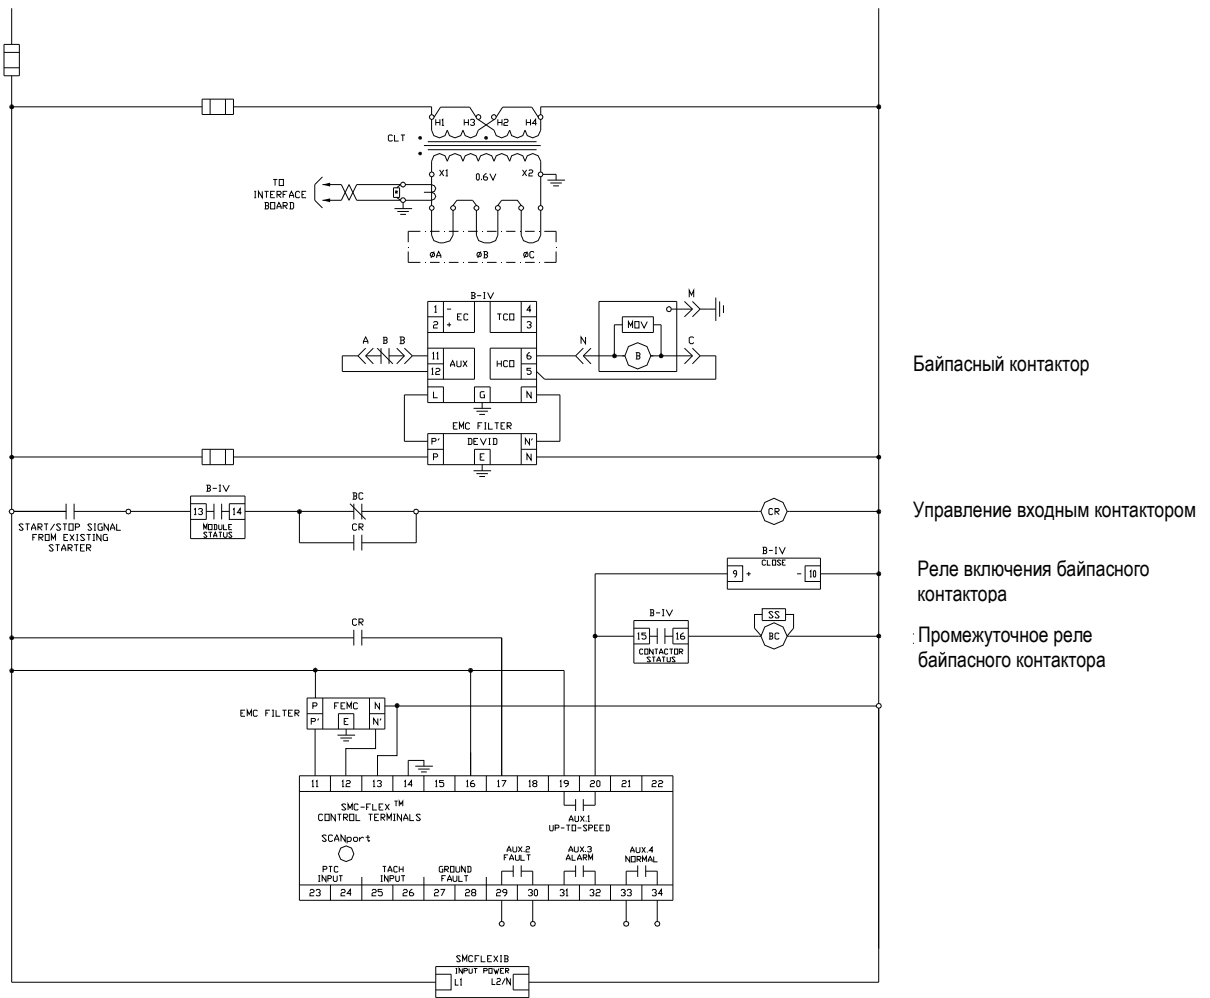 H1 H3 H2 H4
CLT
X1 0.6V X2
TO
INTERFACE
BOARD
ØA ØB ØC
B-IV
1 - EC TCO 4
2 + 3
M
MOV
A B B
11 AUX HCO 6
12 5
N B C
Байпасный контактор
L G N
EMC FILTER
P' DEVID N'
P E N
B-IV
13 14
MODULE
STATUS
BC
CR
CR
START/STOP SIGNAL
FROM EXISTING
STARTER
Управление входным контактором
B-IV
CLOSE
9 + - 10
Реле включения байпасного
контактора
B-IV
15 16
CONTACTOR
STATUS
SS
BC
: Промежуточное реле
байпасного контактора
CR
EMC FILTER
P FEMC N
P' E N'
11 12 13 14 15 16 17 18 19 20 21 22
SMC-FLEX™
CONTROL TERMINALS
AUX.1
UP-TO-SPEED
SCANport
PTC
INPUT
TACH
INPUT
GROUND
FAULT
AUX.2
FAULT
AUX.3
ALARM
AUX.4
NORMAL
23 24 25 26 27 28 29 30 31 32 33 34
SMCFLEXIB
INPUT POWER
L1 L2/N